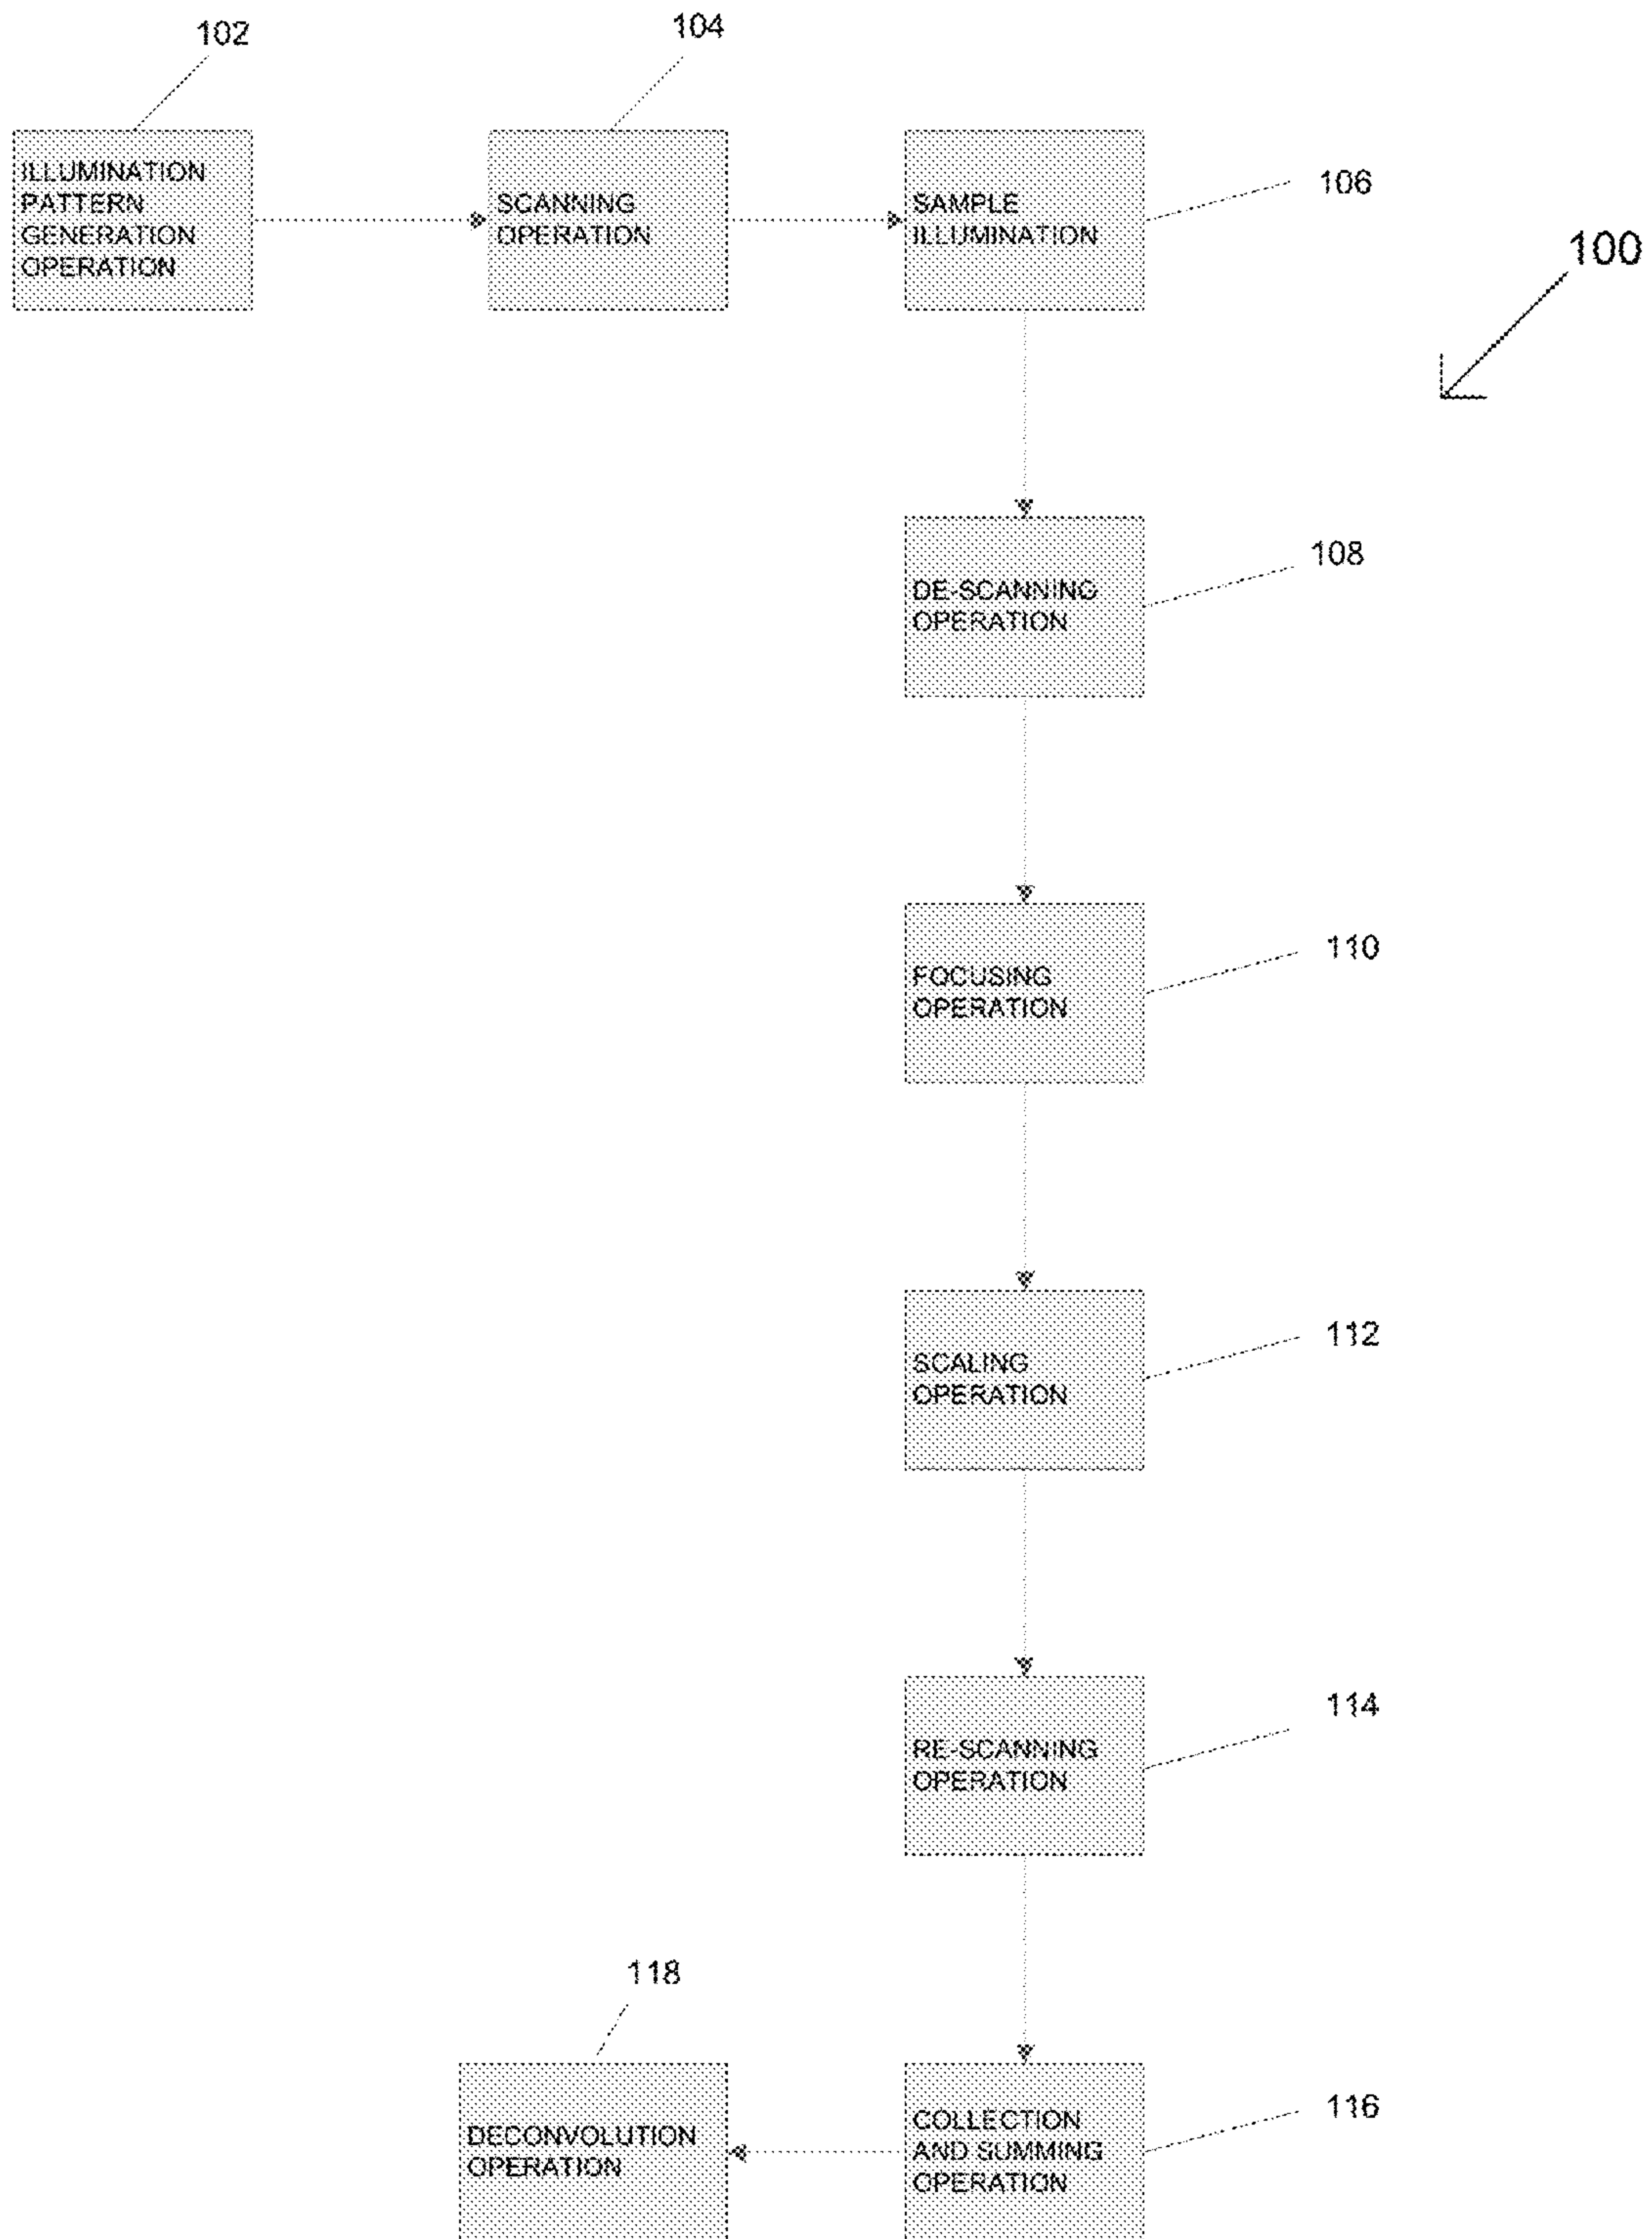 102
104
ILLUMINATION
PATTERN
GENERATION
OPERATION
SCANNING
OPERATION
SAMPLE
ILLUMINATION
106
100
DE-SCANNING
OPERATION
108
FOCUSING
OPERATION
110
SCALING
OPERATION
112
RE-SCANNING
OPERATION
114
118
DECONVOLUTION
OPERATION
COLLECTION
AND SUMMING
OPERATION
116